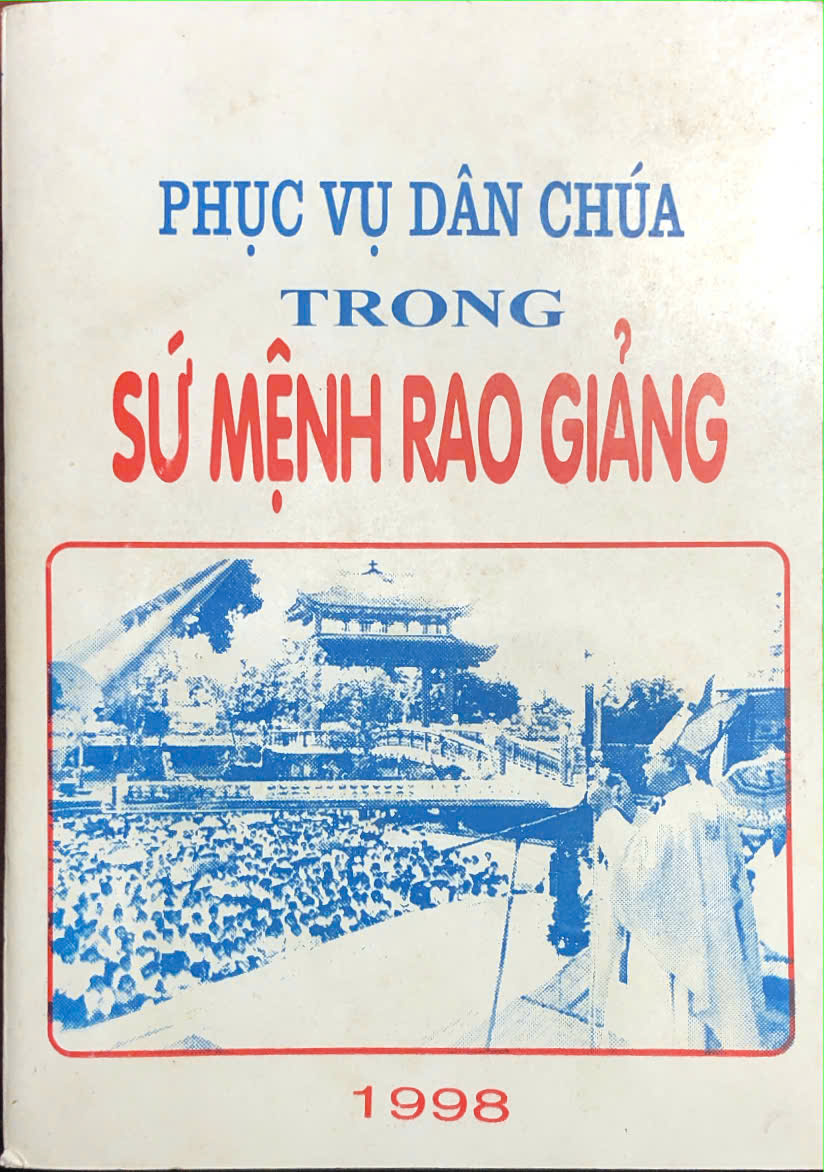 PHỤC VỤ DÂN CHÚA
TRONG
SỨ MỆNH RAO GIẢNG
1998